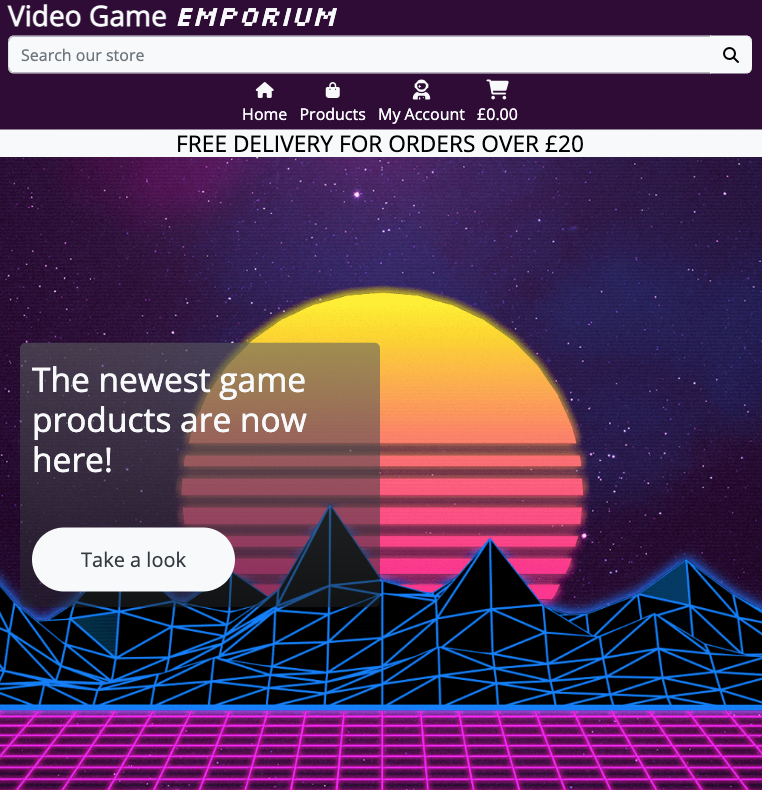 Video Game EMPORIUM
Search our store
Home Products My Account £0.00
FREE DELIVERY FOR ORDERS OVER £20
The newest game
products are now
here!
Take a look